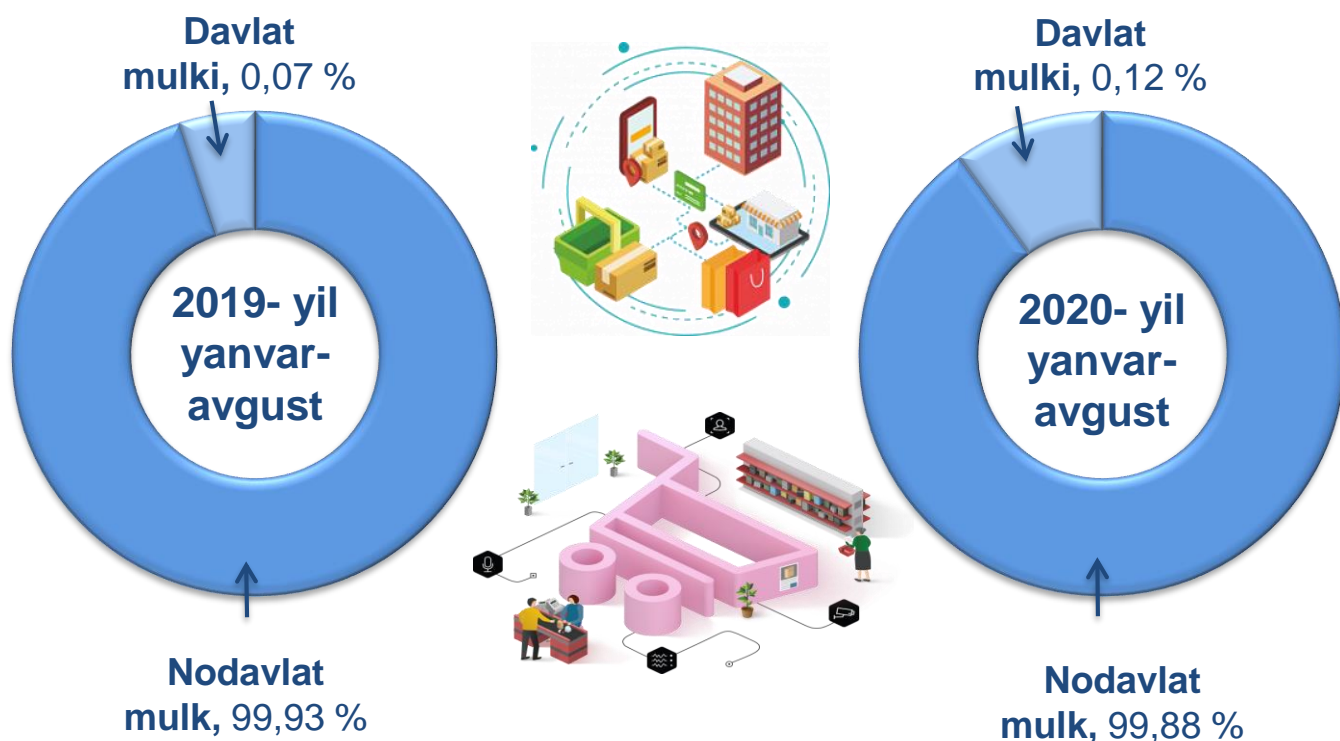 Davlat
mulki, 0,07 %
2019- yil
yanvar-
avgust
Nodavlat
mulk, 99,93 %
Davlat
mulki, 0,12 %
2020- yil
yanvar-
avgust
Nodavlat
mulk, 99,88 %